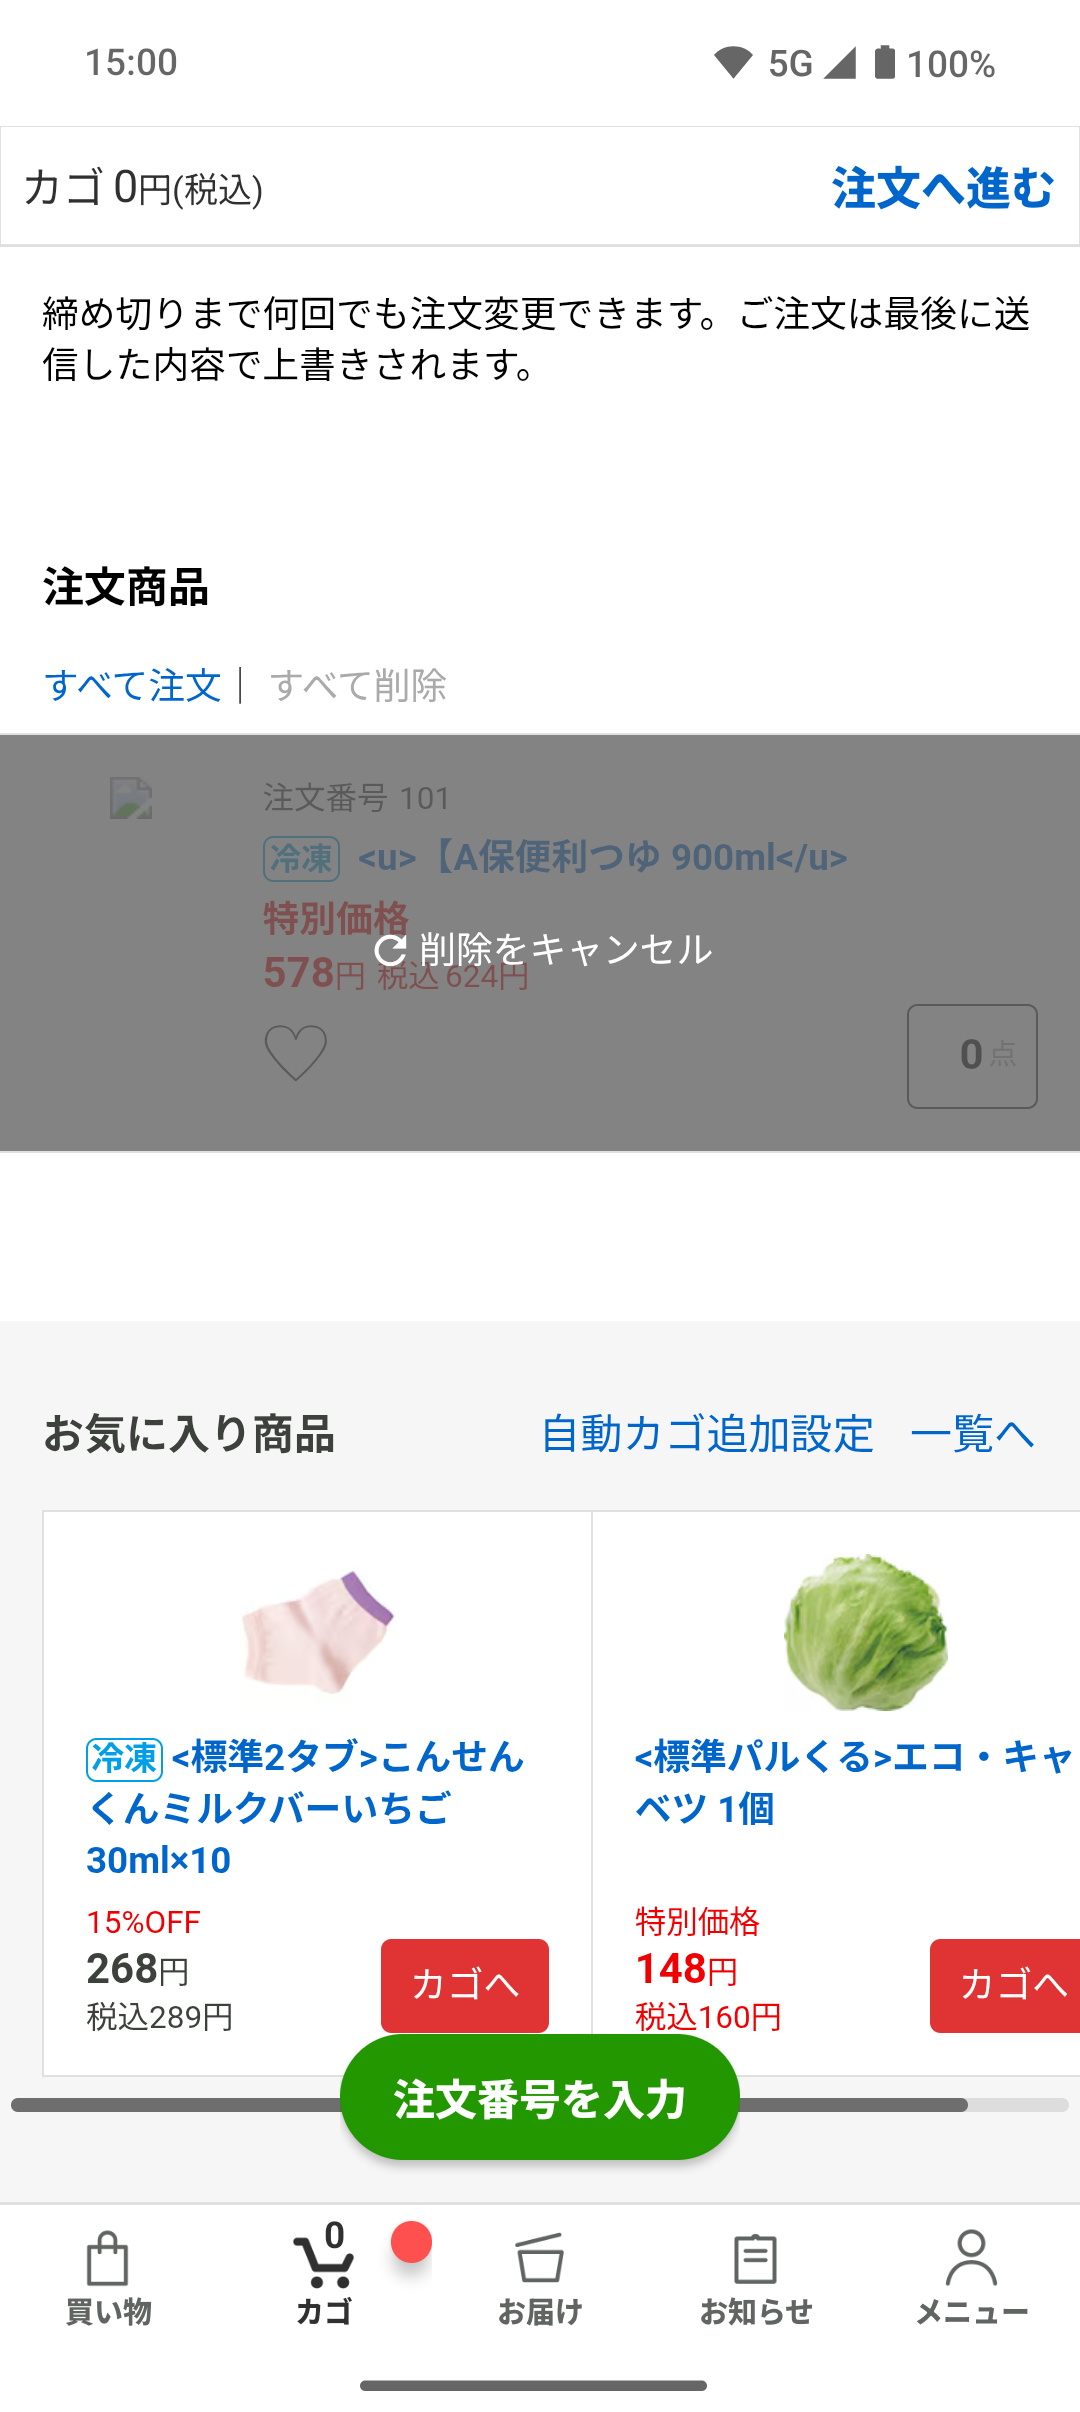 15:00
5G 100%
カゴ 0円(税込)
注文へ進む
締め切りまで何回でも注文変更できます。ご注文は最後に送
信した内容で上書きされます。
注文商品
すべて注文 | すべて削除
注文番号 101
冷凍 <u>【A保便利つゆ 900ml</u>
特別価格
削除をキャンセル
578円 税込 624円
0 点
お気に入り商品
自動カゴ追加設定 一覧へ
冷凍 <標準2タブ>こんせん
くんミルクバーいちご
30ml×10
15%OFF
268円
税込289円
カゴへ
<標準パルくる>エコ・キャ
ベツ 1個
特別価格
148円
税込160円
カゴへ
注文番号を入力
0
買い物
カゴ
お届け
お知らせ
メニュー